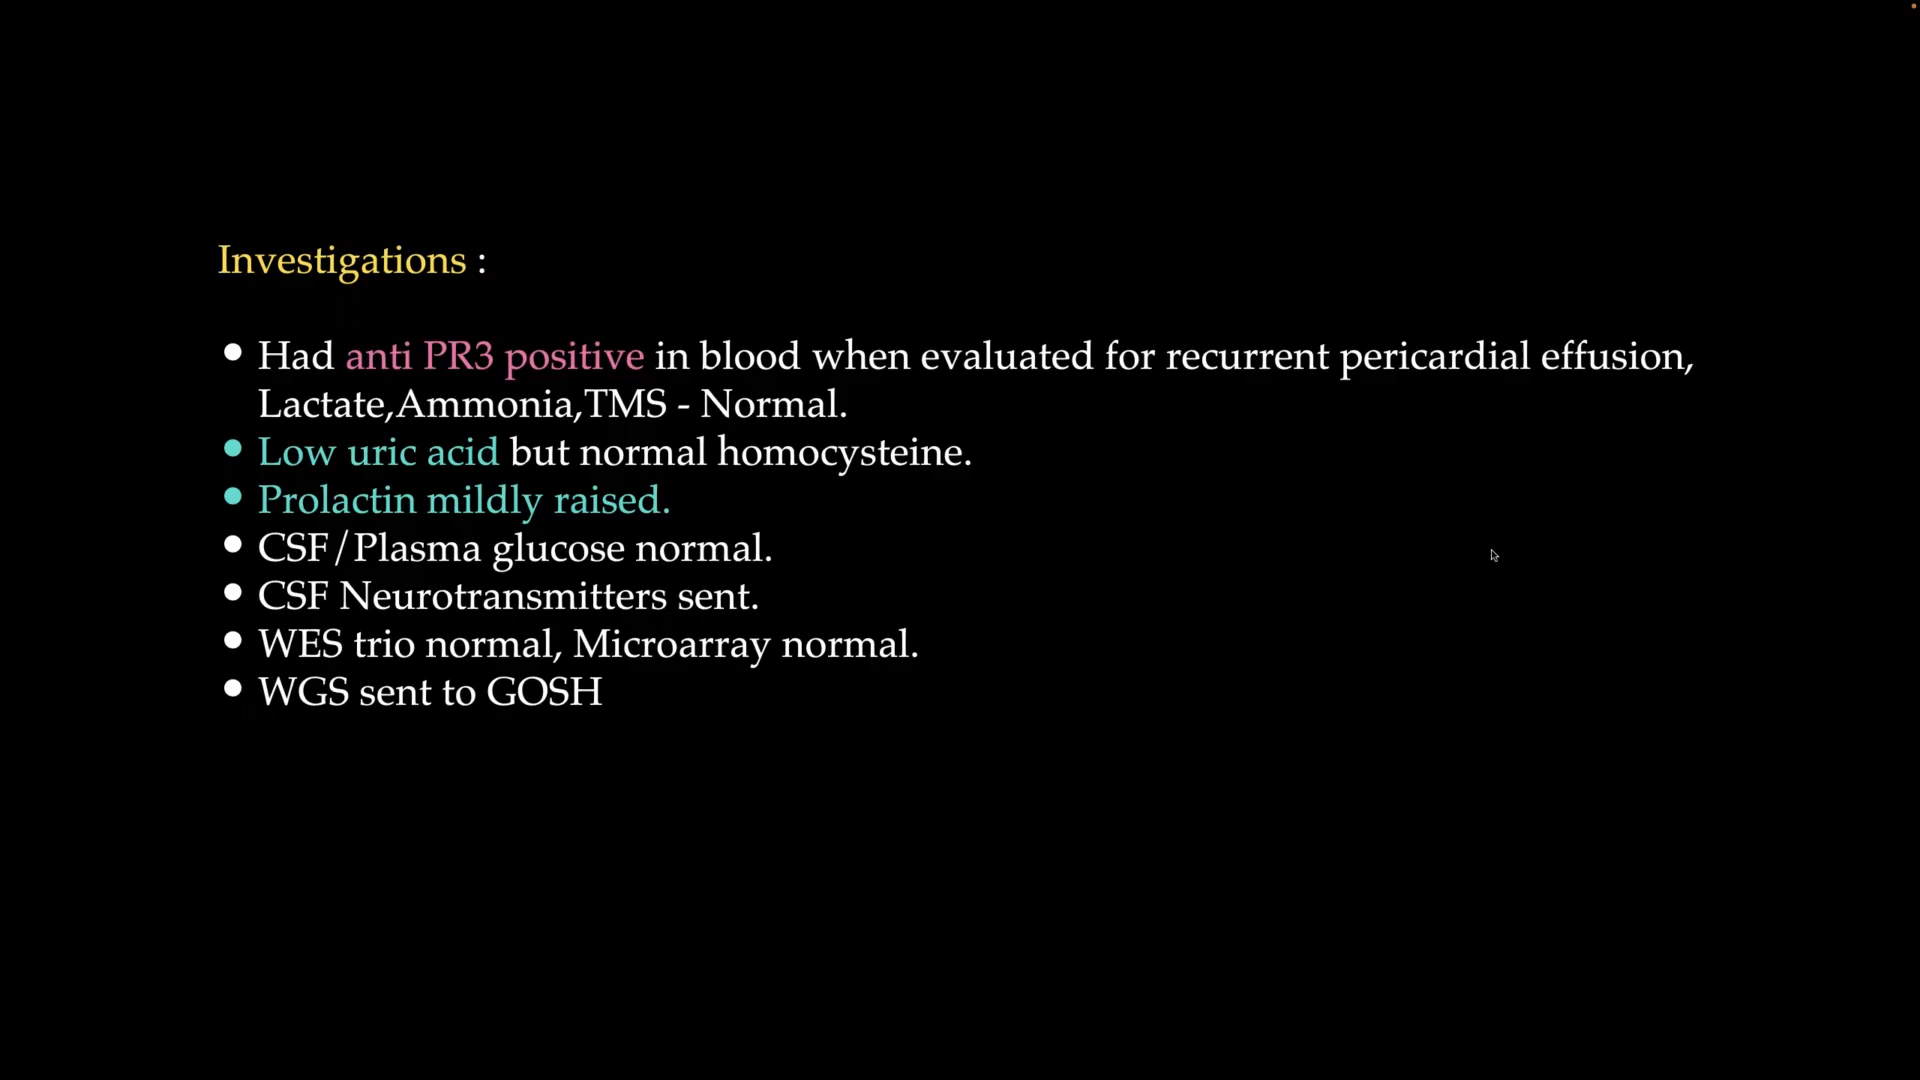 Investigations :
• Had anti PR3 positive in blood when evaluated for recurrent pericardial effusion,
Lactate,Ammonia,TMS - Normal.
• Low uric acid but normal homocysteine.
• Prolactin mildly raised.
• CSF/Plasma glucose normal.
• CSF Neurotransmitters sent.
• WES trio normal, Microarray normal.
• WGS sent to GOSH